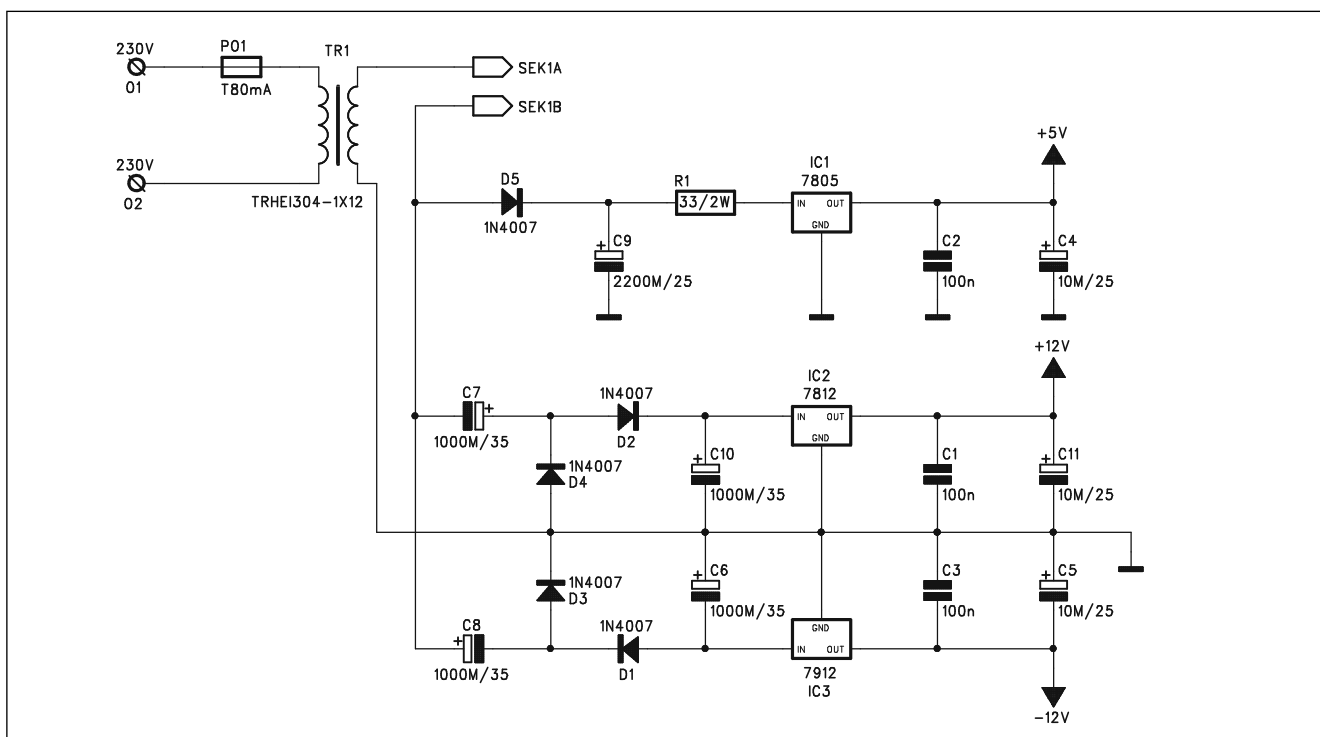 230V
O1
PO1
T80mA
TR1
SEK1A
SEK1B
230V
O2
TRHEI304-1X12
D5
1N4007
C9
2200M/25
R1
33/2W
IC1
7805
IN OUT
GND
+5V
C2
100n
C4
10M/25
C7
1000M/35
1N4007
D2
1N4007
D4
C10
1000M/35
IC2
7812
IN OUT
GND
+12V
C1
100n
C11
10M/25
1N4007
D3
C8
1000M/35
1N4007
D1
C6
1000M/35
GND
IN OUT
7912
IC3
C3
100n
C5
10M/25
-12V